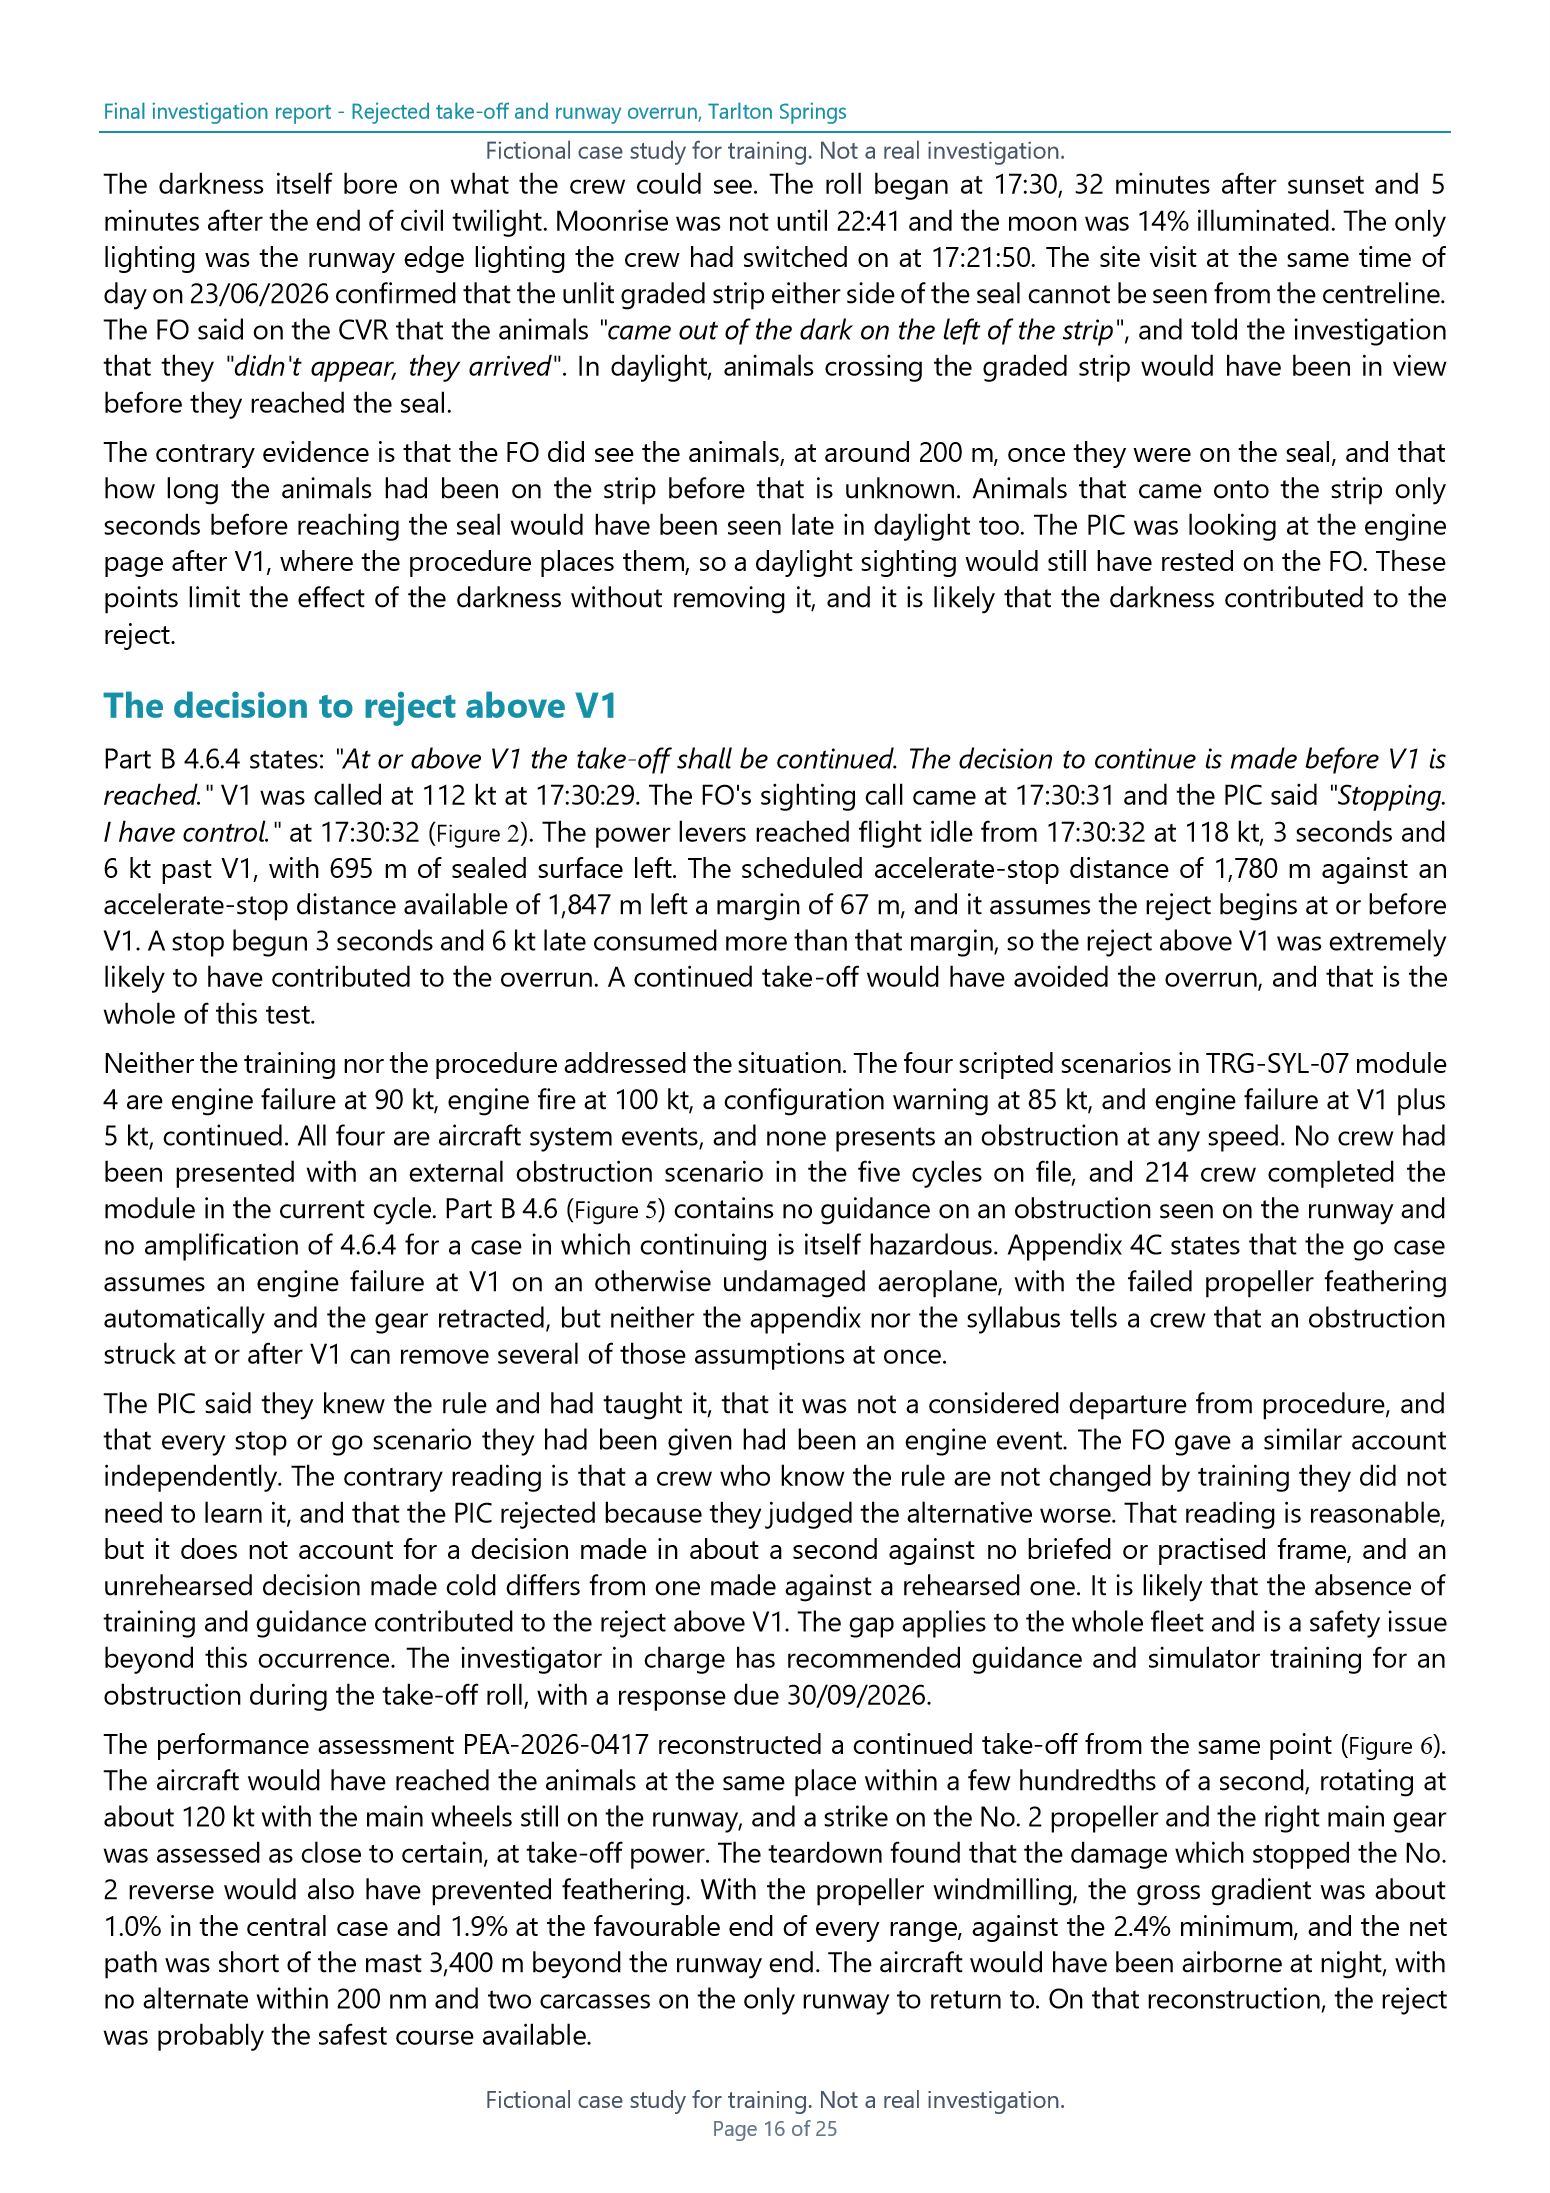 Final investigation report - Rejected take-off and runway overrun, Tarlton Springs
Fictional case study for training. Not a real investigation.
The darkness itself bore on what the crew could see. The roll began at 17:30, 32 minutes after sunset and 5
minutes after the end of civil twilight. Moonrise was not until 22:41 and the moon was 14% illuminated. The only
lighting was the runway edge lighting the crew had switched on at 17:21:50. The site visit at the same time of
day on 23/06/2026 confirmed that the unlit graded strip either side of the seal cannot be seen from the centreline.
The FO said on the CVR that the animals "came out of the dark on the left of the strip", and told the investigation
that they "didn't appear, they arrived". In daylight, animals crossing the graded strip would have been in view
before they reached the seal.
The contrary evidence is that the FO did see the animals, at around 200 m, once they were on the seal, and that
how long the animals had been on the strip before that is unknown. Animals that came onto the strip only
seconds before reaching the seal would have been seen late in daylight too. The PIC was looking at the engine
page after V1, where the procedure places them, so a daylight sighting would still have rested on the FO. These
points limit the effect of the darkness without removing it, and it is likely that the darkness contributed to the
reject.
The decision to reject above V1
Part B 4.6.4 states: "At or above V1 the take-off shall be continued. The decision to continue is made before V1 is
reached." V1 was called at 112 kt at 17:30:29. The FO's sighting call came at 17:30:31 and the PIC said "Stopping.
I have control." at 17:30:32 (Figure 2). The power levers reached flight idle from 17:30:32 at 118 kt, 3 seconds and
6 kt past V1, with 695 m of sealed surface left. The scheduled accelerate-stop distance of 1,780 m against an
accelerate-stop distance available of 1,847 m left a margin of 67 m, and it assumes the reject begins at or before
V1. A stop begun 3 seconds and 6 kt late consumed more than that margin, so the reject above V1 was extremely
likely to have contributed to the overrun. A continued take-off would have avoided the overrun, and that is the
whole of this test.
Neither the training nor the procedure addressed the situation. The four scripted scenarios in TRG-SYL-07 module
4 are engine failure at 90 kt, engine fire at 100 kt, a configuration warning at 85 kt, and engine failure at V1 plus
5 kt, continued. All four are aircraft system events, and none presents an obstruction at any speed. No crew had
been presented with an external obstruction scenario in the five cycles on file, and 214 crew completed the
module in the current cycle. Part B 4.6 (Figure 5) contains no guidance on an obstruction seen on the runway and
no amplification of 4.6.4 for a case in which continuing is itself hazardous. Appendix 4C states that the go case
assumes an engine failure at V1 on an otherwise undamaged aeroplane, with the failed propeller feathering
automatically and the gear retracted, but neither the appendix nor the syllabus tells a crew that an obstruction
struck at or after V1 can remove several of those assumptions at once.
The PIC said they knew the rule and had taught it, that it was not a considered departure from procedure, and
that every stop or go scenario they had been given had been an engine event. The FO gave a similar account
independently. The contrary reading is that a crew who know the rule are not changed by training they did not
need to learn it, and that the PIC rejected because they judged the alternative worse. That reading is reasonable,
but it does not account for a decision made in about a second against no briefed or practised frame, and an
unrehearsed decision made cold differs from one made against a rehearsed one. It is likely that the absence of
training and guidance contributed to the reject above V1. The gap applies to the whole fleet and is a safety issue
beyond this occurrence. The investigator in charge has recommended guidance and simulator training for an
obstruction during the take-off roll, with a response due 30/09/2026.
The performance assessment PEA-2026-0417 reconstructed a continued take-off from the same point (Figure 6).
The aircraft would have reached the animals at the same place within a few hundredths of a second, rotating at
about 120 kt with the main wheels still on the runway, and a strike on the No. 2 propeller and the right main gear
was assessed as close to certain, at take-off power. The teardown found that the damage which stopped the No.
2 reverse would also have prevented feathering. With the propeller windmilling, the gross gradient was about
1.0% in the central case and 1.9% at the favourable end of every range, against the 2.4% minimum, and the net
path was short of the mast 3,400 m beyond the runway end. The aircraft would have been airborne at night, with
no alternate within 200 nm and two carcasses on the only runway to return to. On that reconstruction, the reject
was probably the safest course available.
Fictional case study for training. Not a real investigation.
Page 16 of 25